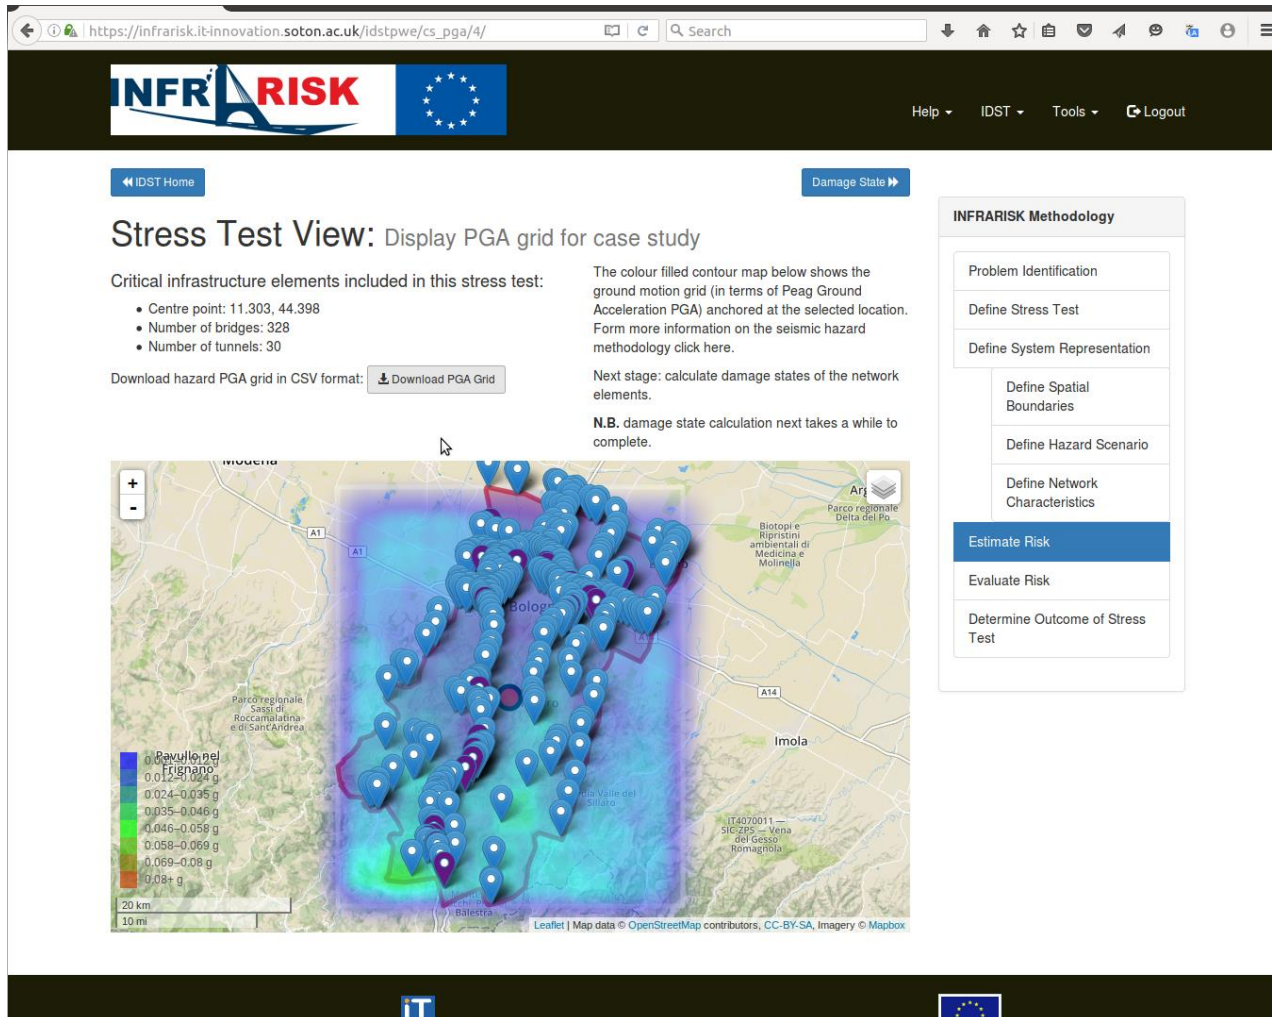 https://infrarisk.it-innovation.soton.ac.uk/idstpwe/cs_pga/4/
Search
INFRARISK
Help
IDST
Tools
Logout
IDST Home
Damage State
Stress Test View: Display PGA grid for case study
Critical infrastructure elements included in this stress test:
• Centre point: 11.303, 44.398
• Number of bridges: 328
• Number of tunnels: 30
Download hazard PGA grid in CSV format:
Download PGA Grid
The colour filled contour map below shows the
ground motion grid (in terms of Peag Ground
Acceleration PGA) anchored at the selected location.
Form more information on the seismic hazard
methodology click here.
Next stage: calculate damage states of the network
elements.
N.B. damage state calculation next takes a while to
complete.
INFRARISK Methodology
Problem Identification
Define Stress Test
Define System Representation
Define Spatial
Boundaries
Define Hazard Scenario
Define Network
Characteristics
Estimate Risk
Evaluate Risk
Determine Outcome of Stress
Test
+
-
Modena
A1
A1
Parco regionale
Delta del Po
Biotopi e
Ripristini
ambientali di
Medicina e
Molinella
A14
Imola
Parco regionale
Sassi di
Roccamalatina
e di Sant'Andrea
Pavullo nel
Frignano
Sillaro
IT4070011 —
SIC-ZPS — Vena
del Gesso
Romagnola
Balestra
0.001–0.012 g
0.012–0.024 g
0.024–0.035 g
0.035–0.046 g
0.046–0.058 g
0.058–0.069 g
0.069–0.08 g
0.08+ g
20 km
10 mi
Leaflet | Map data © OpenStreetMap contributors, CC-BY-SA, Imagery © Mapbox
iT